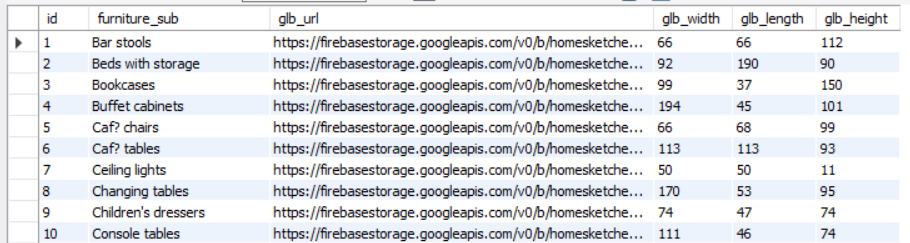 id furniture_sub glb_url glb_width glb_length glb_height
1 Bar stools https://firebasestorage.googleapis.com/v0/b/homesketche... 66 66 112
2 Beds with storage https://firebasestorage.googleapis.com/v0/b/homesketche... 92 190 90
3 Bookcases https://firebasestorage.googleapis.com/v0/b/homesketche... 99 37 150
4 Buffet cabinets https://firebasestorage.googleapis.com/v0/b/homesketche... 194 45 101
5 Caf? chairs https://firebasestorage.googleapis.com/v0/b/homesketche... 66 68 99
6 Caf? tables https://firebasestorage.googleapis.com/v0/b/homesketche... 113 113 93
7 Ceiling lights https://firebasestorage.googleapis.com/v0/b/homesketche... 50 50 11
8 Changing tables https://firebasestorage.googleapis.com/v0/b/homesketche... 170 53 95
9 Children's dressers https://firebasestorage.googleapis.com/v0/b/homesketche... 74 47 74
10 Console tables https://firebasestorage.googleapis.com/v0/b/homesketche... 111 46 74